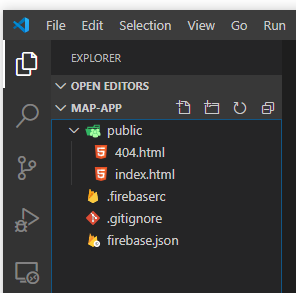 File Edit Selection View Go Run
EXPLORER
OPEN EDITORS
MAP-APP
public
404.html
index.html
.firebaserc
.gitignore
firebase.json